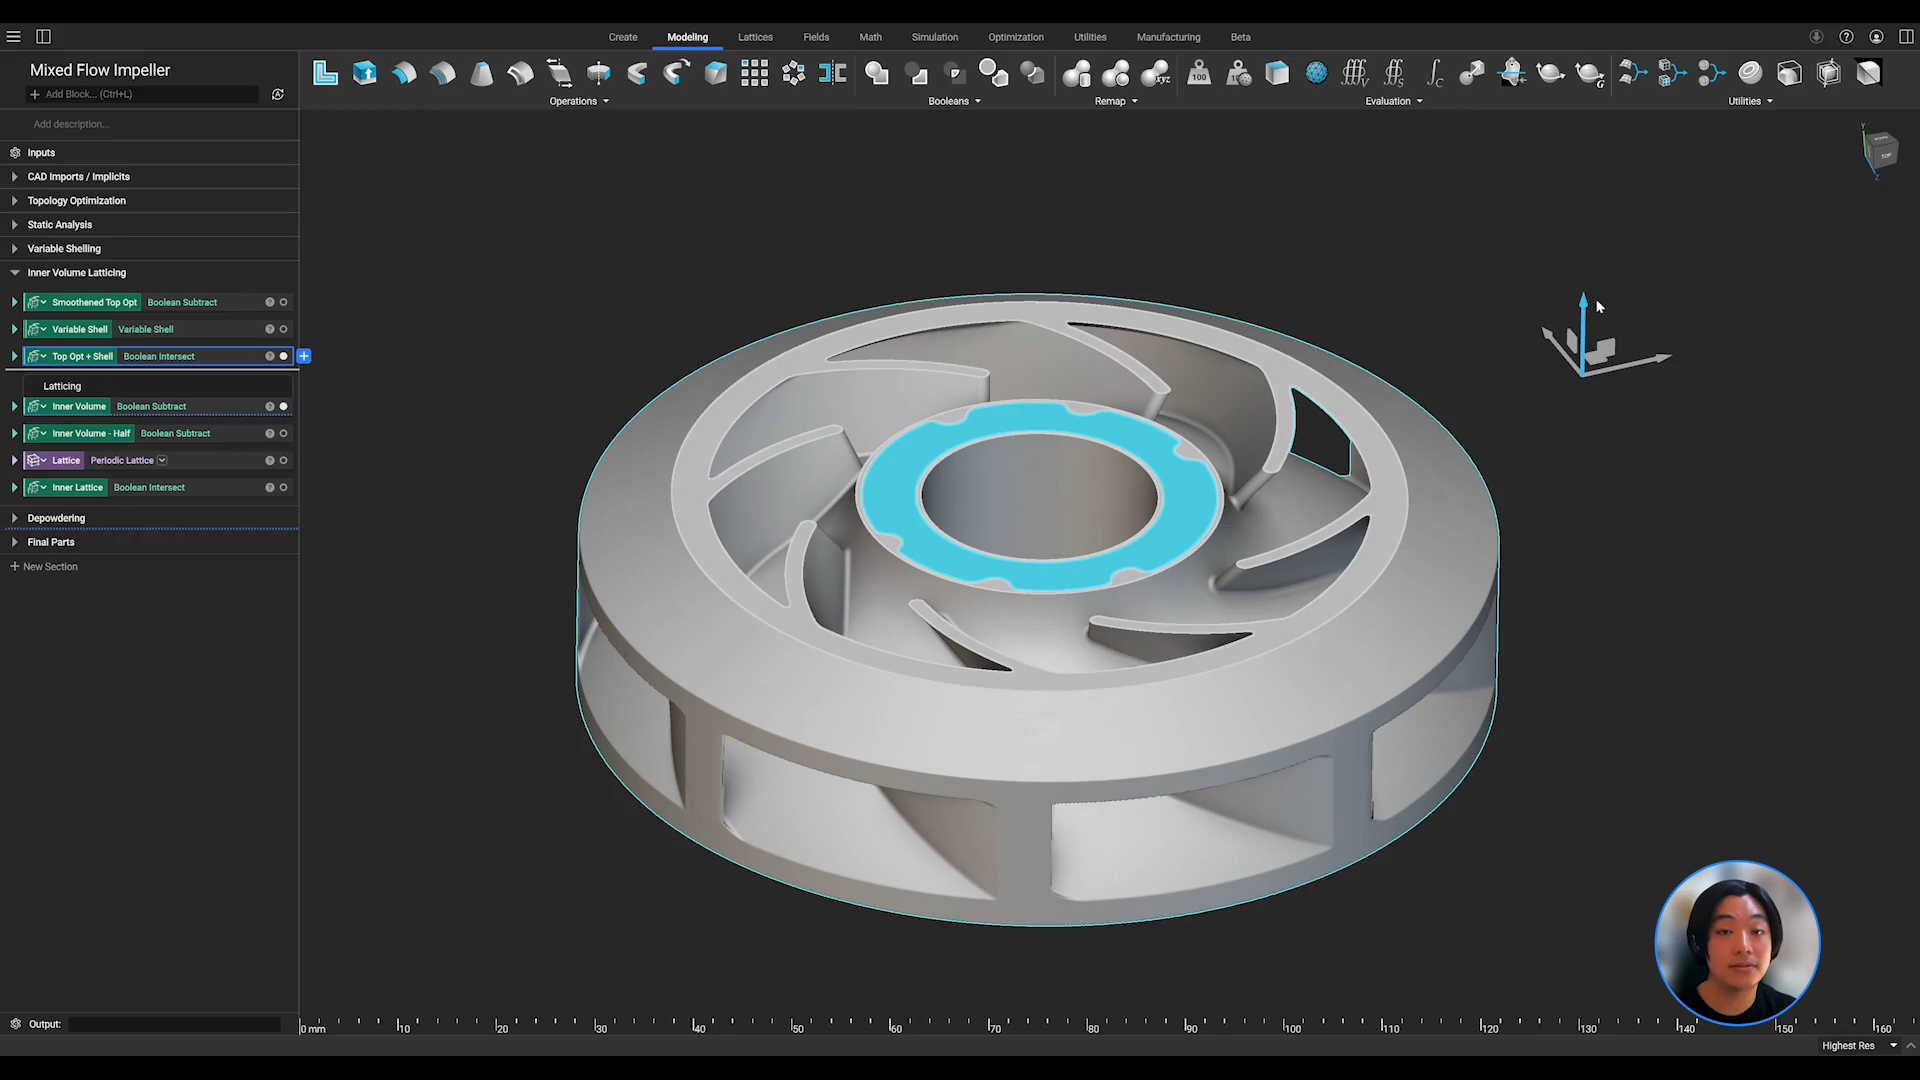 Create Modeling Lattices Fields Math Simulation Optimization Utilities Manufacturing Beta
Mixed Flow Impeller
Add Block... (Ctrl+L)
Operations Booleans Remap Evaluation Utilities
100
xyz
G
Add description...
Inputs
CAD Imports / Implicits
Topology Optimization
Static Analysis
Variable Shelling
Inner Volume Latticing
Smoothened Top Opt Boolean Subtract
Variable Shell Variable Shell
Top Opt + Shell Boolean Intersect
Latticing
Inner Volume Boolean Subtract
Inner Volume - Half Boolean Subtract
Lattice Periodic Lattice
Inner Lattice Boolean Intersect
Depowdering
Final Parts
New Section
Y
TOP
Z
Output:
0 mm 10 20 30 40 50 60 70 80 90 100 110 120 130 140 150 160
Highest Res